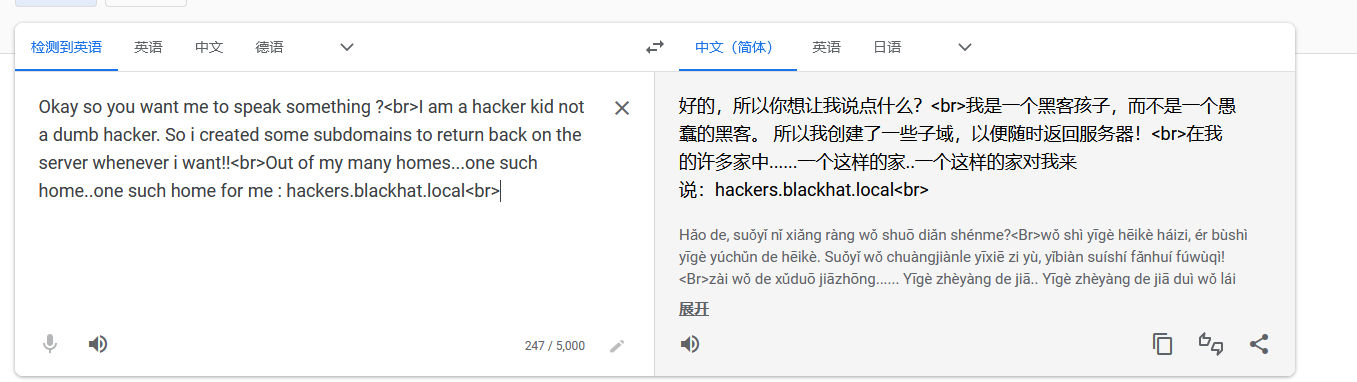 检测到英语 英语 中文 德语 中文（简体） 英语 日语
Okay so you want me to speak something ?<br>I am a hacker kid not
a dumb hacker. So i created some subdomains to return back on the
server whenever i want!!<br>Out of my many homes...one such
home..one such home for me : hackers.blackhat.local<br>
247 / 5,000
好的，所以你想让我说点什么？<br>我是一个黑客孩子，而不是一个愚
蠢的黑客。 所以我创建了一些子域，以便随时返回服务器！<br>在我
的许多家中......一个这样的家..一个这样的家对我来
说：hackers.blackhat.local<br>
Hǎo de, suǒyǐ nǐ xiǎng ràng wǒ shuō diǎn shénme?<Br>wǒ shì yīgè hēikè háizi, ér bùshì
yīgè yúchǔn de hēikè. Suǒyǐ wǒ chuàngjiànle yīxiē zi yù, yǐbiàn suíshí fǎnhuí fúwùqì!
<Br>zài wǒ de xǔduō jiāzhōng...... Yīgè zhèyàng de jiā.. Yīgè zhèyàng de jiā duì wǒ lái
展开